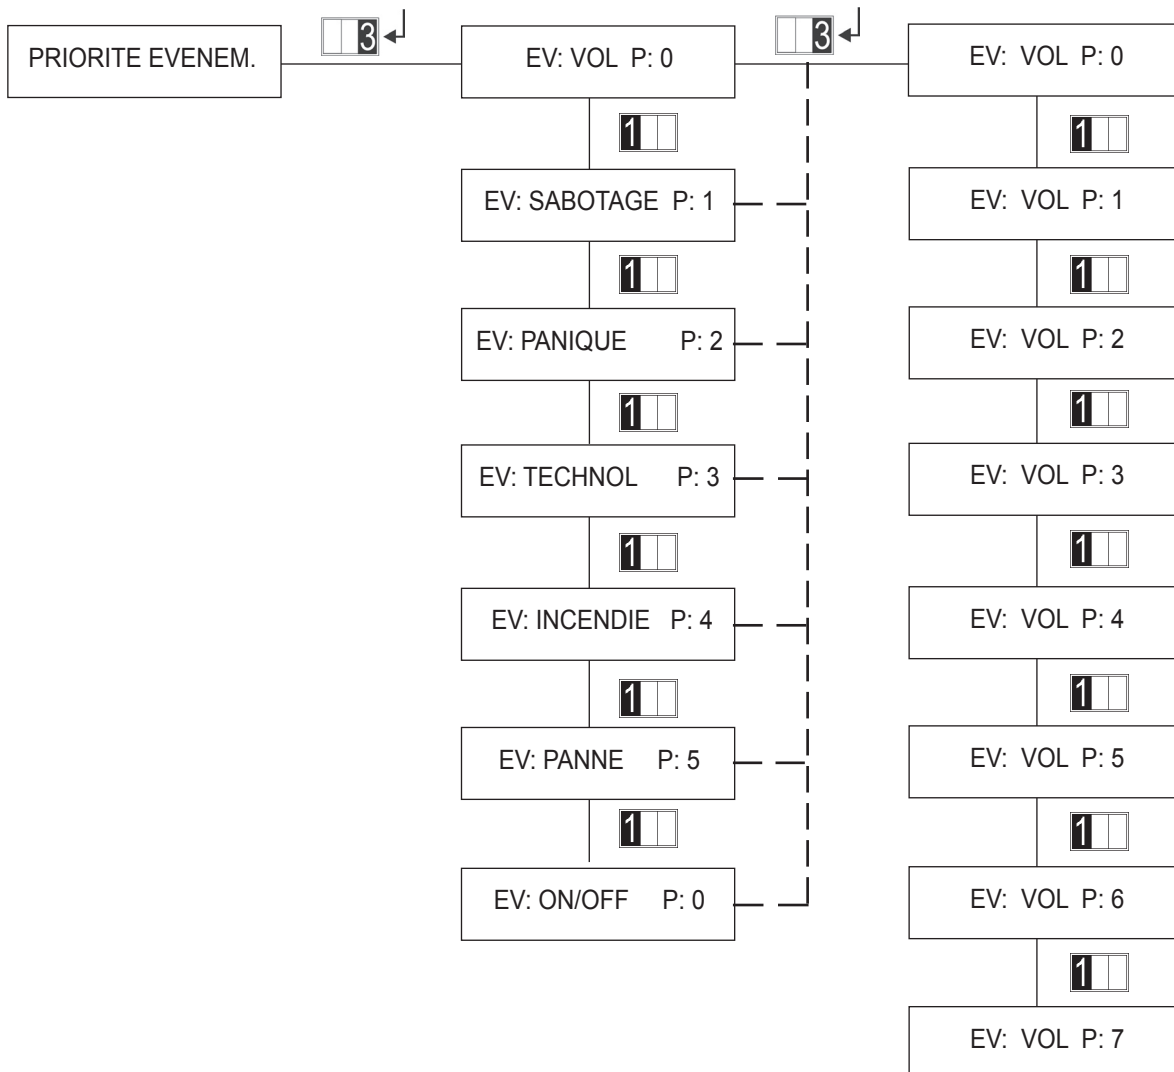 PRIORITE EVENEM.
3
EV: VOL P: 0
1
EV: SABOTAGE P: 1
1
EV: PANIQUE P: 2
1
EV: TECHNOL P: 3
1
EV: INCENDIE P: 4
1
EV: PANNE P: 5
1
EV: ON/OFF P: 0
3
EV: VOL P: 0
1
EV: VOL P: 1
1
EV: VOL P: 2
1
EV: VOL P: 3
1
EV: VOL P: 4
1
EV: VOL P: 5
1
EV: VOL P: 6
1
EV: VOL P: 7